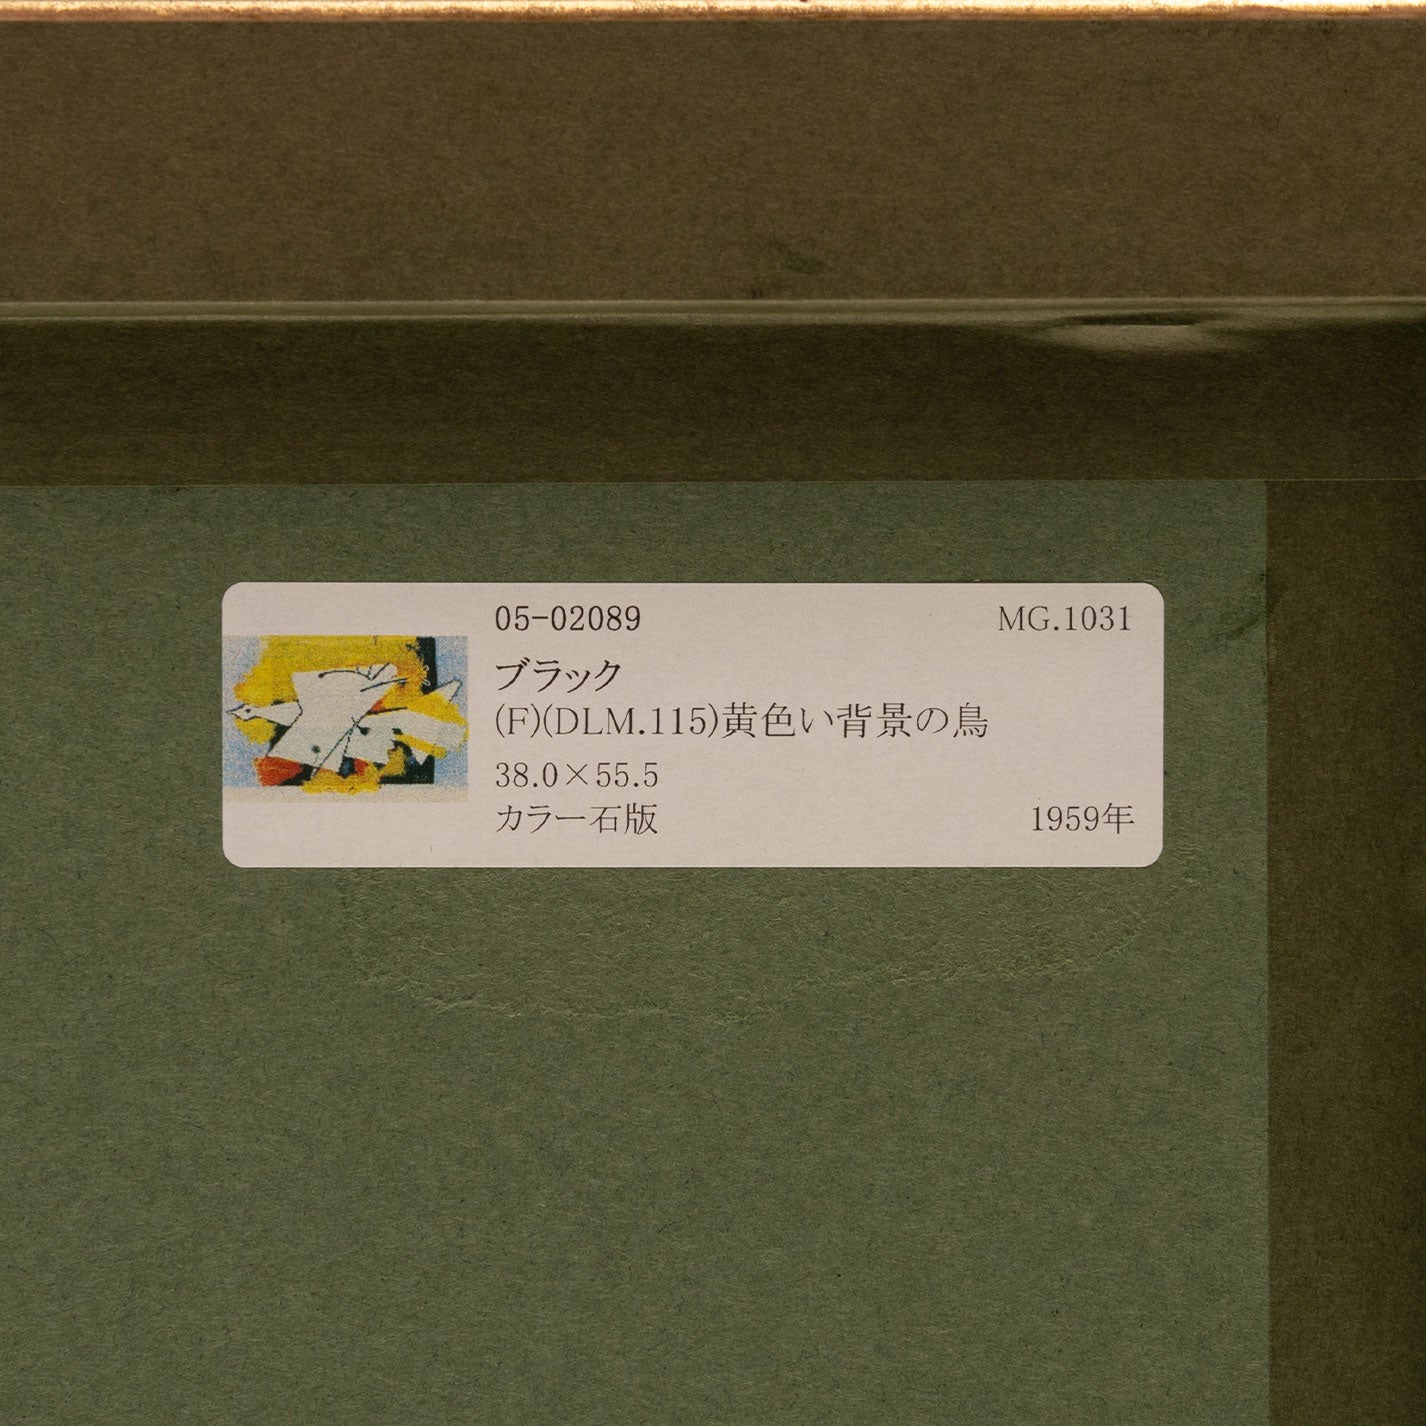 05-02089 MG.1031
ブラック
(F)(DLM.115)黄色い背景の鳥
38.0×55.5
カラー石版 1959年